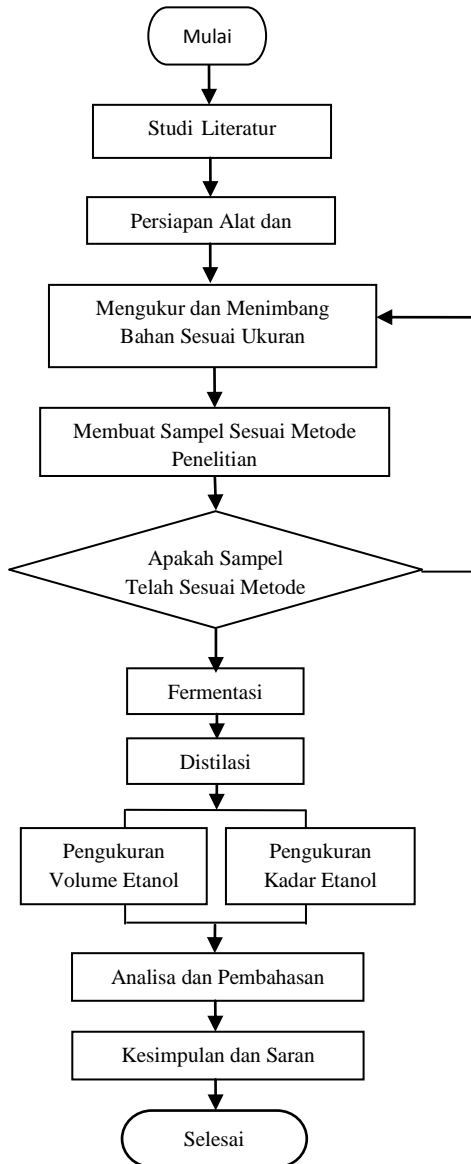 Mulai
Studi Literatur
Persiapan Alat dan
Mengukur dan Menimbang
Bahan Sesuai Ukuran
Membuat Sampel Sesuai Metode
Penelitian
Apakah Sampel
Telah Sesuai Metode
Fermentasi
Distilasi
Pengukuran
Volume Etanol
Pengukuran
Kadar Etanol
Analisa dan Pembahasan
Kesimpulan dan Saran
Selesai